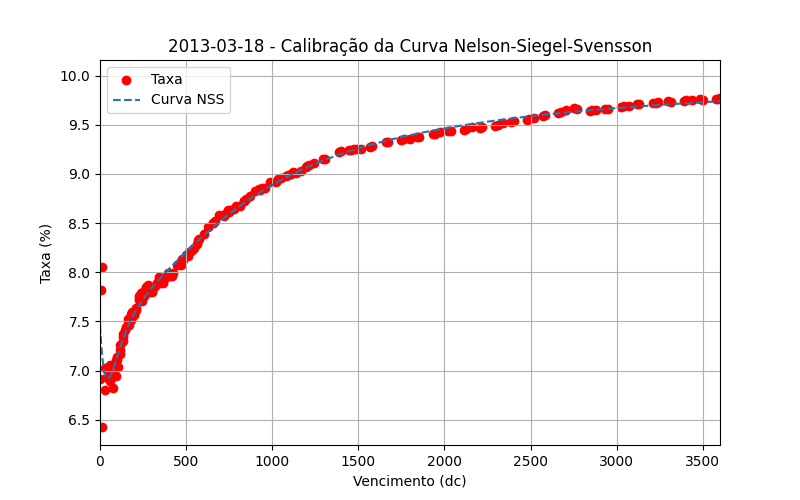 2013-03-18 - Calibração da Curva Nelson-Siegel-Svensson
Taxa
Curva NSS
Taxa (%)
10.0
9.5
9.0
8.5
8.0
7.5
7.0
6.5
0 500 1000 1500 2000 2500 3000 3500
Vencimento (dc)